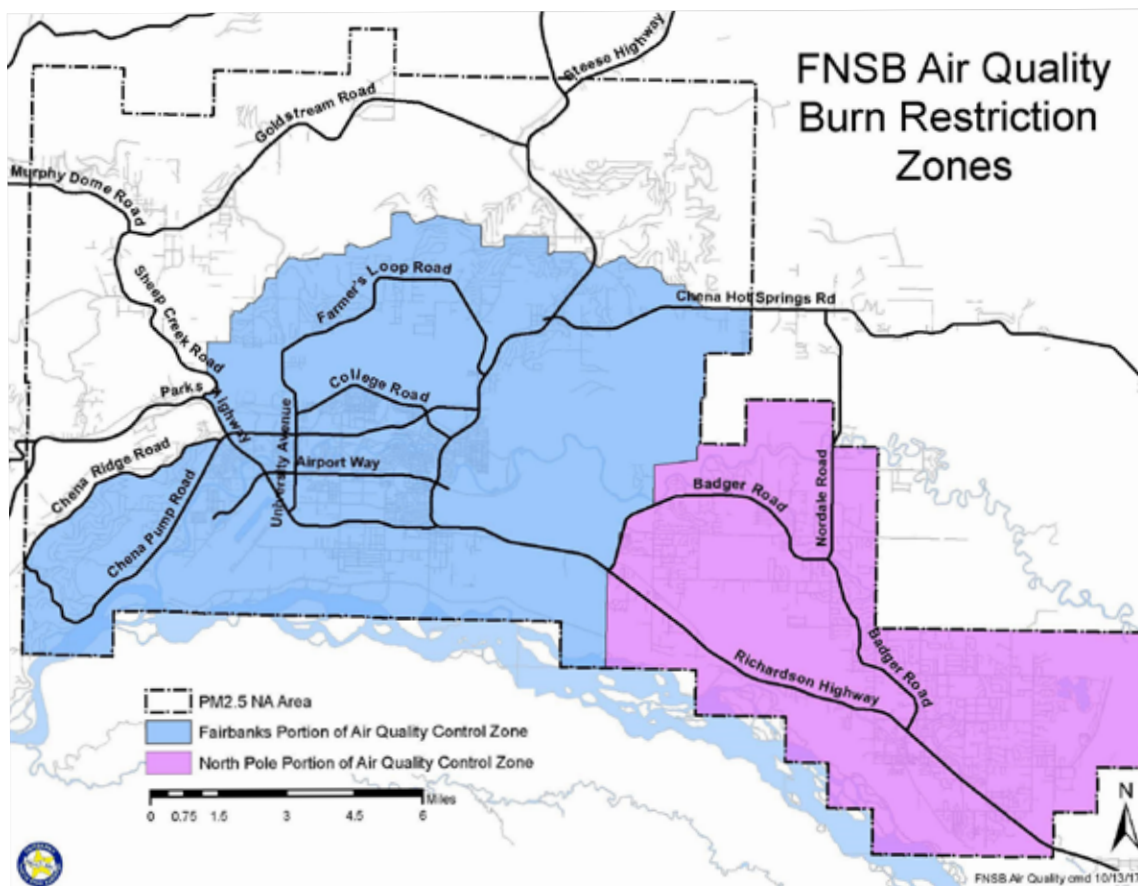 FNSB Air Quality
Burn Restriction
Zones
Steese Highway
Goldstream Road
Murphy Dome Road
Farmer's Loop Road
Sheep Creek Road
Chena Hot Springs Rd
Parks Highway
College Road
University Avenue
Chena Ridge Road
Airport Way
Chena Pump Road
Badger Road
Nordale Road
Badger Road
Richardson Highway
PM2.5 NA Area
Fairbanks Portion of Air Quality Control Zone
North Pole Portion of Air Quality Control Zone
Miles
0 0.75 1.5 3 4.5 6
N
FNSB Air Quality cmd 10/13/17